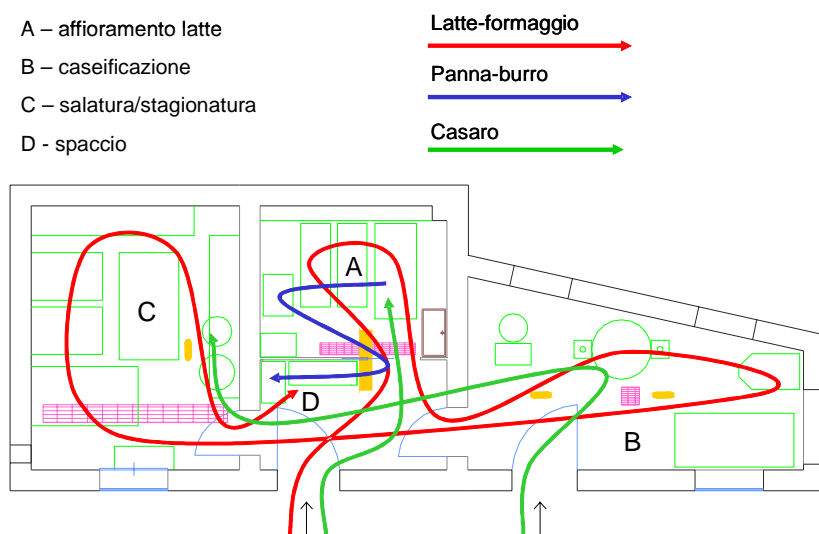 A – affioramento latte
B – caseificazione
C – salatura/stagionatura
D - spaccio
Latte-formaggio
Panna-burro
Casaro
A
C
D
B